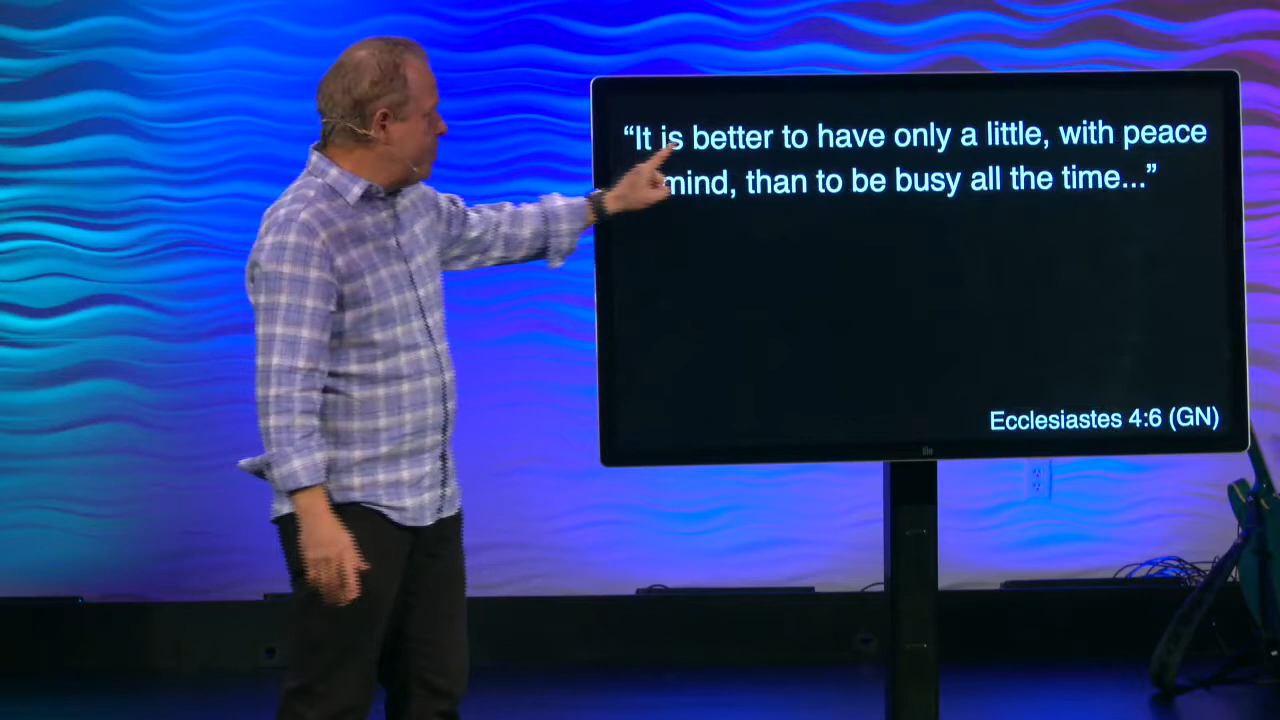 “It is better to have only a little, with peace
mind, than to be busy all the time...”
Ecclesiastes 4:6 (GN)